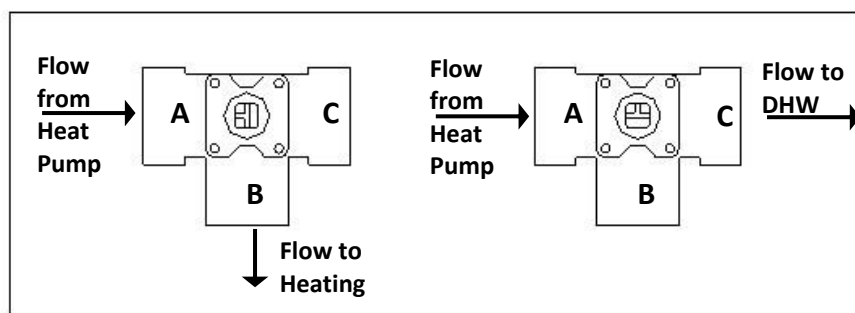 Flow
from
Heat
Pump
A
C
B
Flow to
Heating
Flow
from
Heat
Pump
A
C
B
Flow to
DHW